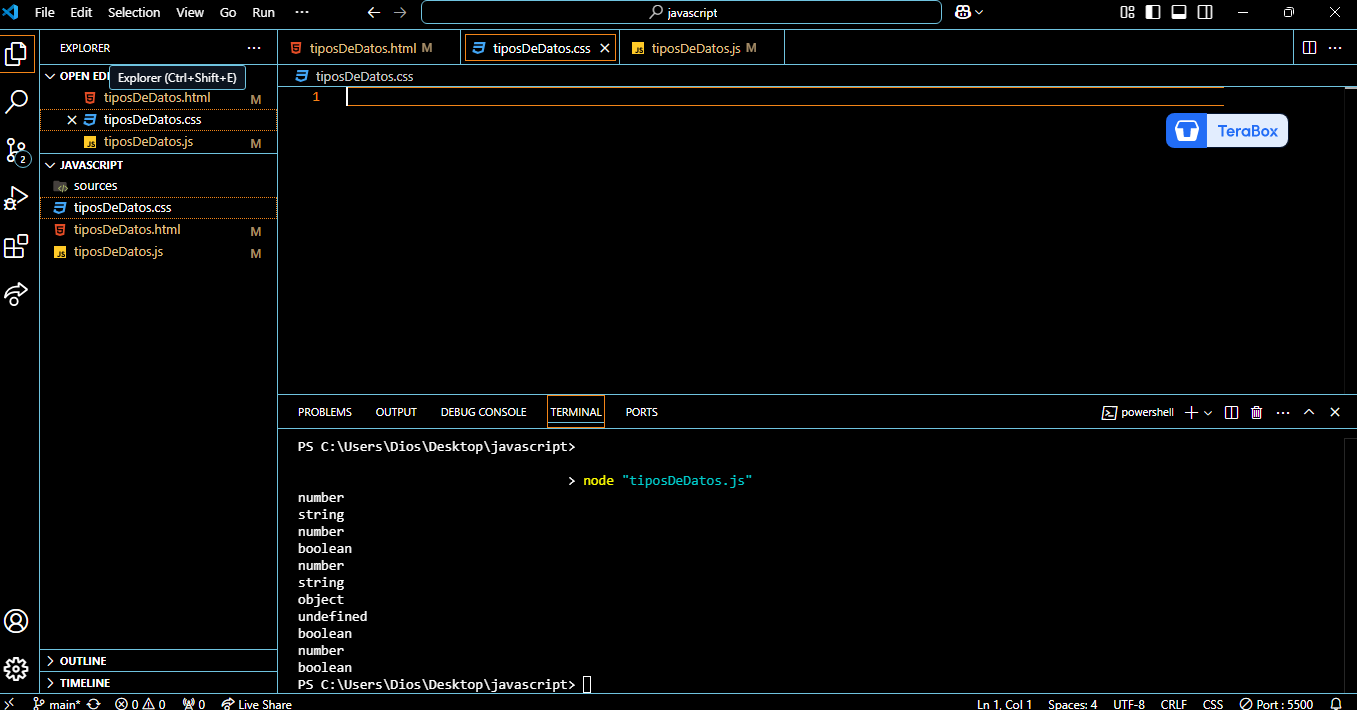 File Edit Selection View Go Run ··· javascript
EXPLORER ···
OPEN EDI
Explorer (Ctrl+Shift+E)
tiposDeDatos.html M
tiposDeDatos.css
tiposDeDatos.js M
JAVASCRIPT
sources
tiposDeDatos.css
tiposDeDatos.html M
tiposDeDatos.js M
OUTLINE
TIMELINE
2
tiposDeDatos.html M tiposDeDatos.css tiposDeDatos.js M
tiposDeDatos.css
1
TeraBox
PROBLEMS OUTPUT DEBUG CONSOLE TERMINAL PORTS powershell
PS C:\Users\Dios\Desktop\javascript>
> node "tiposDeDatos.js"
number
string
number
boolean
number
string
object
undefined
boolean
number
boolean
PS C:\Users\Dios\Desktop\javascript>
main* 0 0 0 Live Share Ln 1, Col 1 Spaces: 4 UTF-8 CRLF CSS Port : 5500